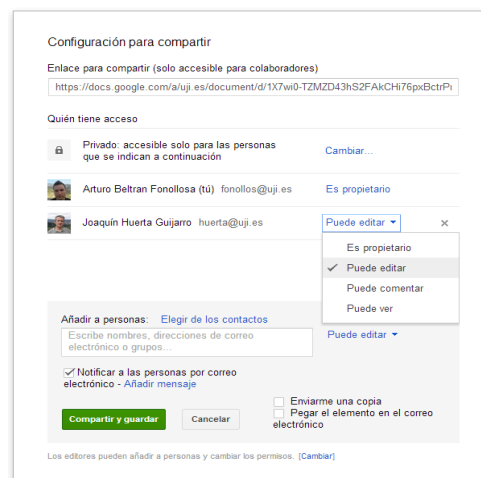 Configuración para compartir
Enlace para compartir (solo accesible para colaboradores)
https://docs.google.com/a/uji.es/document/d/1X7wi0-TZMZD43hS2FAkCHi76pxBctrPu
Quién tiene acceso
Privado: accesible solo para las personas
que se indican a continuación
Cambiar...
Arturo Beltran Fonollosa (tú) fonollos@uji.es Es propietario
Joaquín Huerta Guijarro huerta@uji.es Puede editar
Es propietario
Puede editar
Puede comentar
Puede ver
Añadir a personas: Elegir de los contactos
Escribe nombres, direcciones de correo
electrónico o grupos...
Puede editar
Notificar a las personas por correo
electrónico - Añadir mensaje
Enviarme una copia
Pegar el elemento en el correo
electrónico
Compartir y guardar Cancelar
Los editores pueden añadir a personas y cambiar los permisos. [Cambiar]